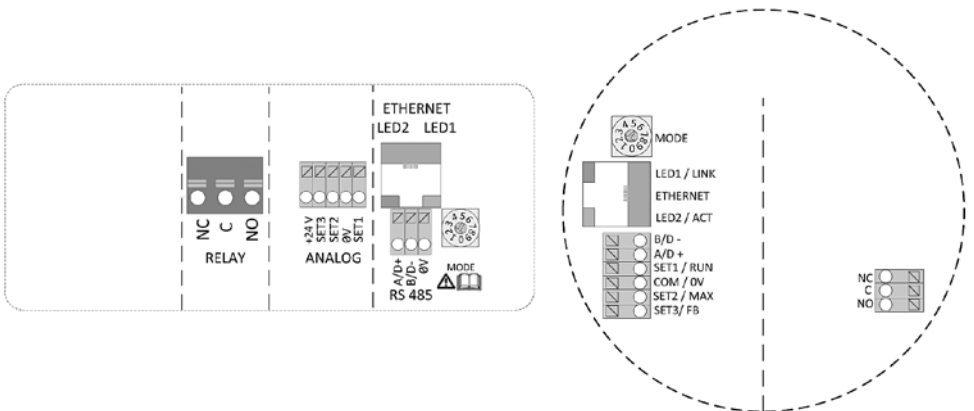 ETHERNET
LED2 LED1
NC
C
NO
RELAY
+24 V
SET3
SET2
0V
SET1
ANALOG
A/D+
B/D-
0V
RS 485
MODE
MODE
LED1 / LINK
ETHERNET
LED2 / ACT
B/D -
A/D +
SET1 / RUN
COM / 0V
SET2 / MAX
SET3/ FB
NC
C
NO